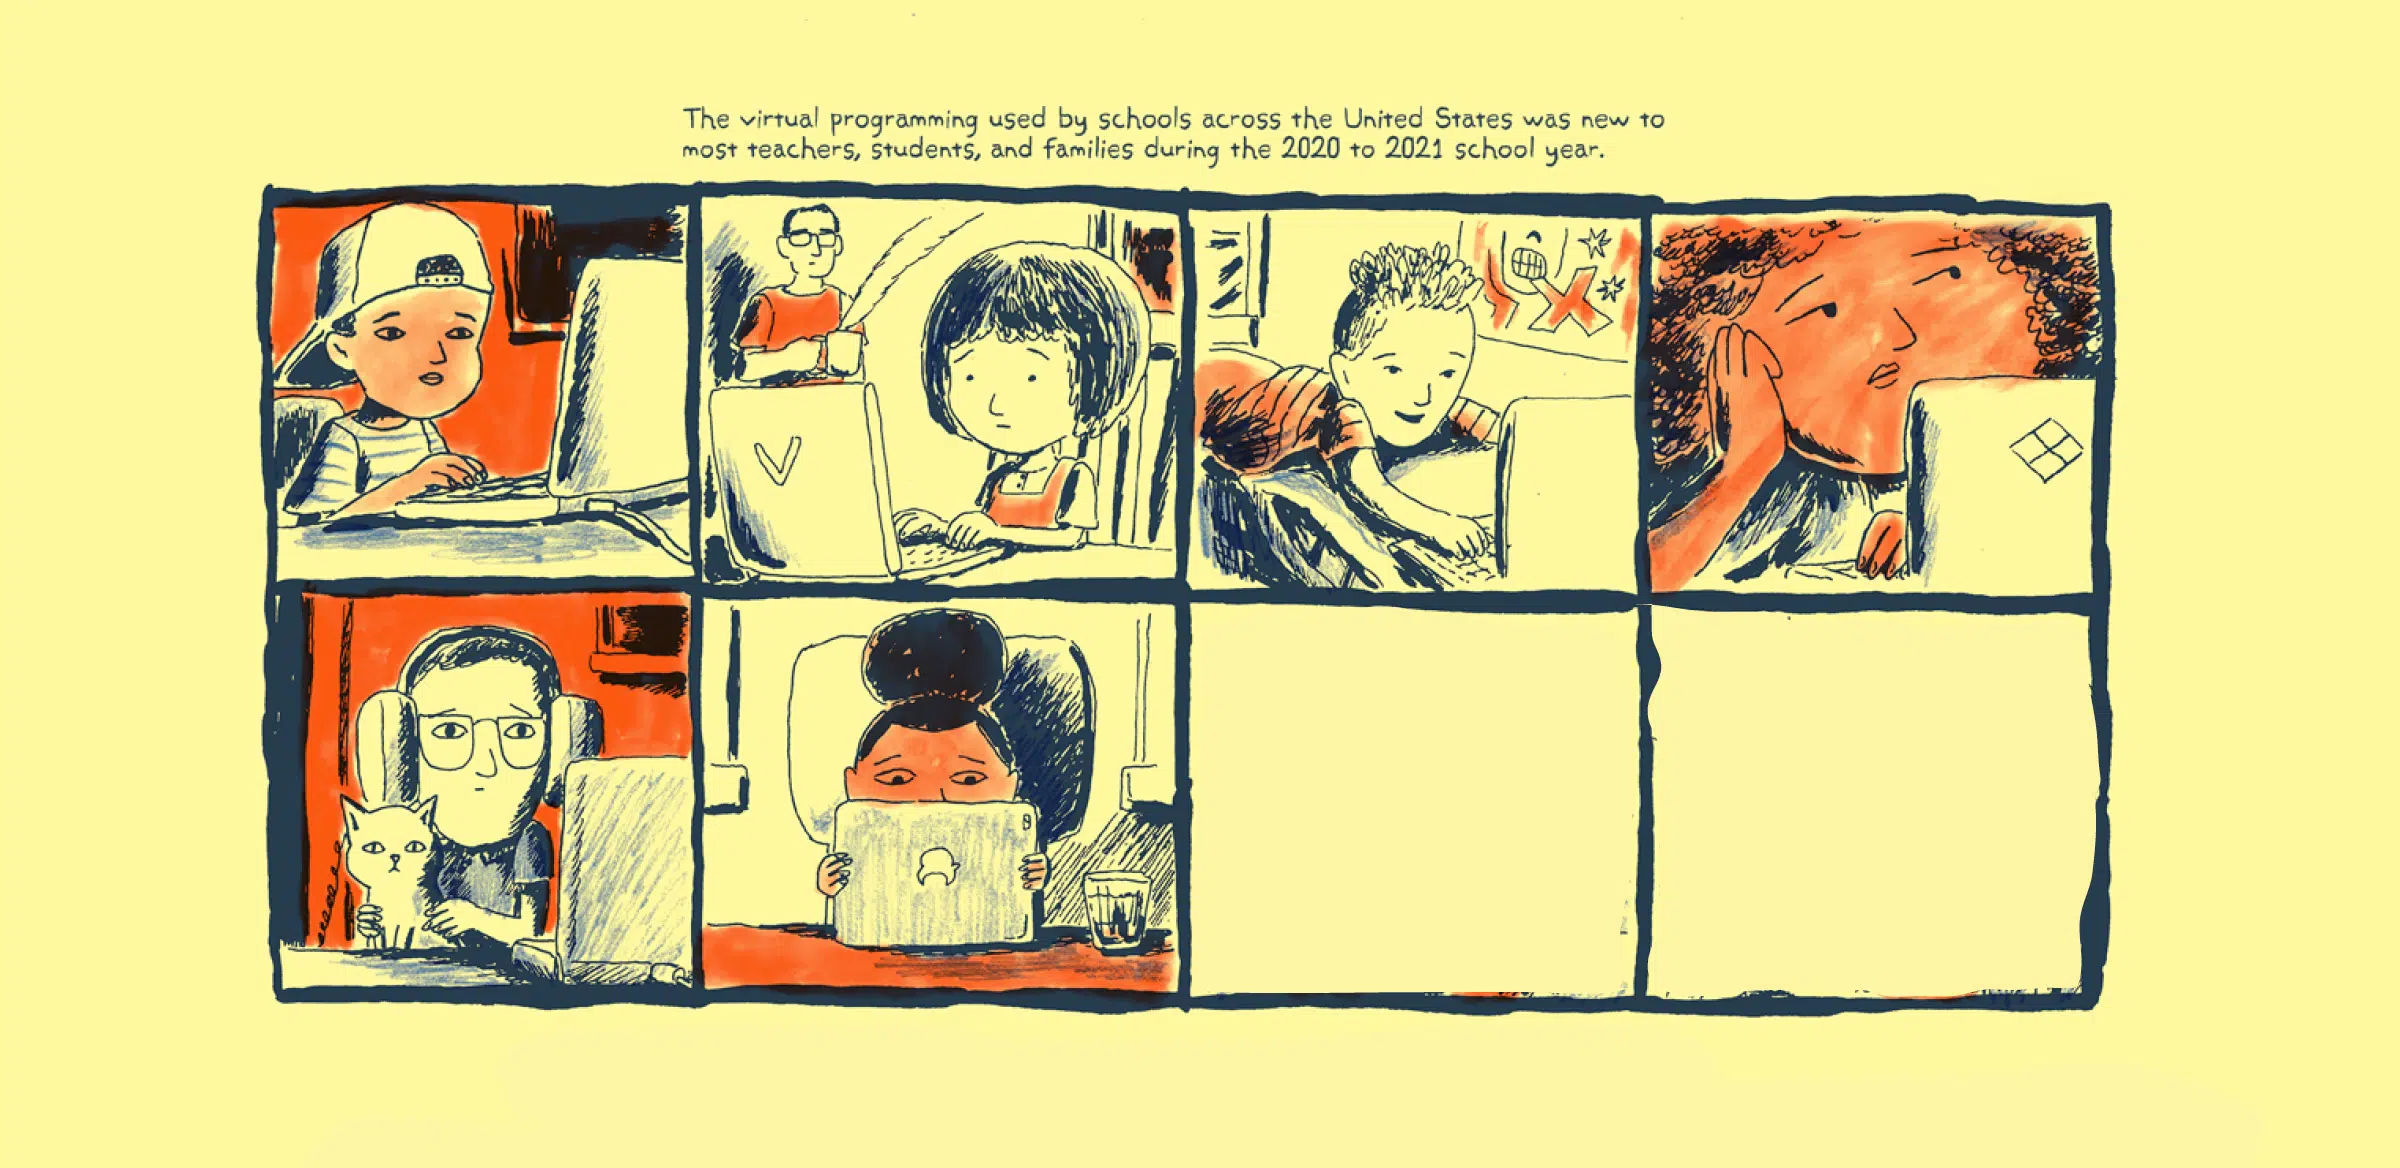 The virtual programming used by schools across the United States was new to
most teachers, students, and families during the 2020 to 2021 school year.
V